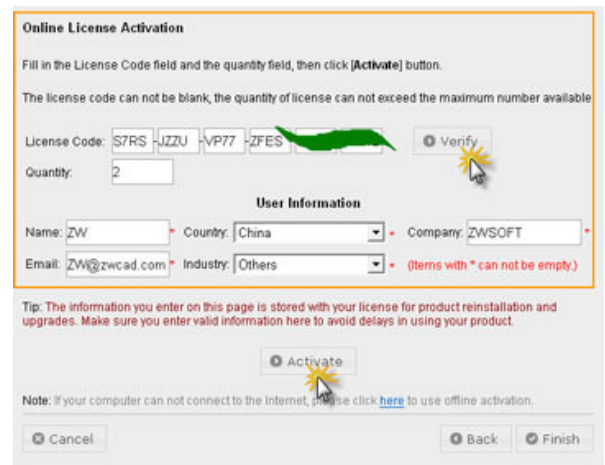 Online License Activation
Fill in the License Code field and the quantity field, then click [Activate] button.
The license code can not be blank, the quantity of license can not exceed the maximum number available
License Code: S7RS -JZZU -VP77 -ZFES Verify
Quantity: 2
User Information
Name: ZW * Country: China * Company: ZWSOFT *
Email: ZW@zwcad.com * Industry: Others * (Items with * can not be empty.)
Tip: The information you enter on this page is stored with your license for product reinstallation and
upgrades. Make sure you enter valid information here to avoid delays in using your product.
Activate
Note: If your computer can not connect to the Internet, please click here to use offline activation.
Cancel Back Finish